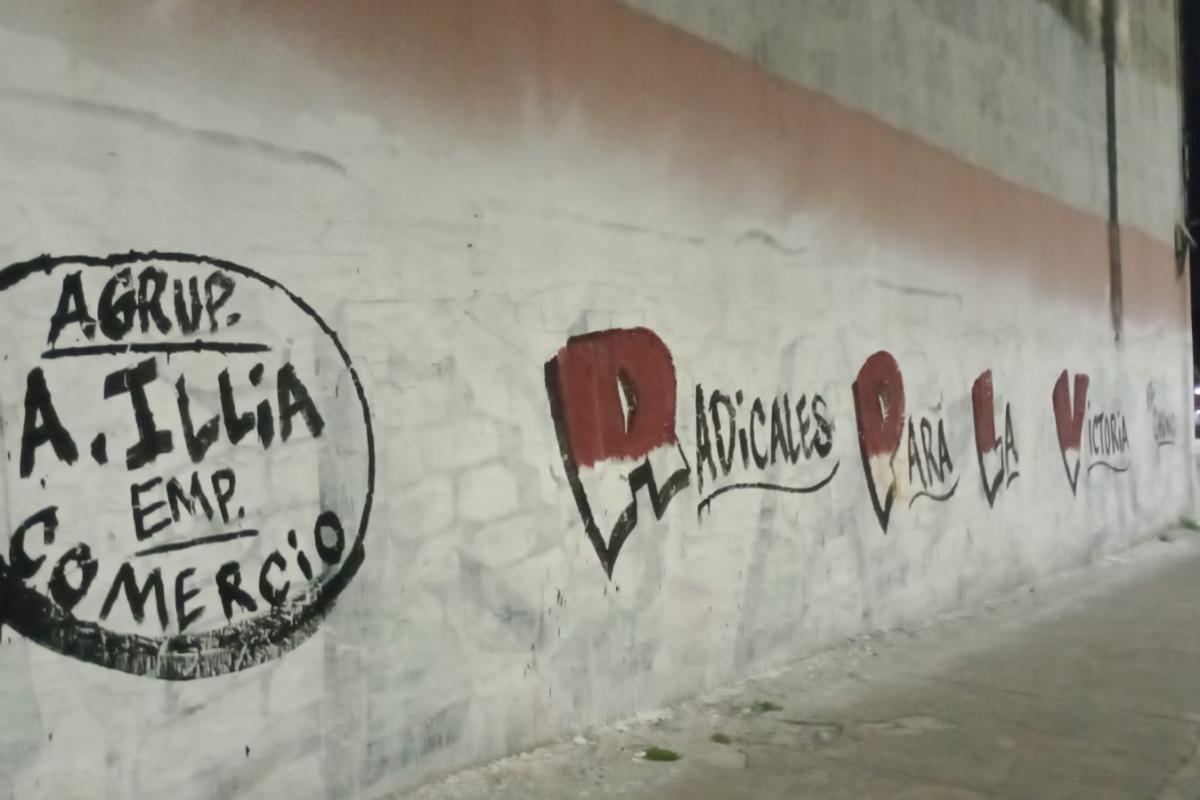 AGRUP.
A. ILLiA
EMP.
COMERCiO
RADiCALES PARA LA VICTORIA